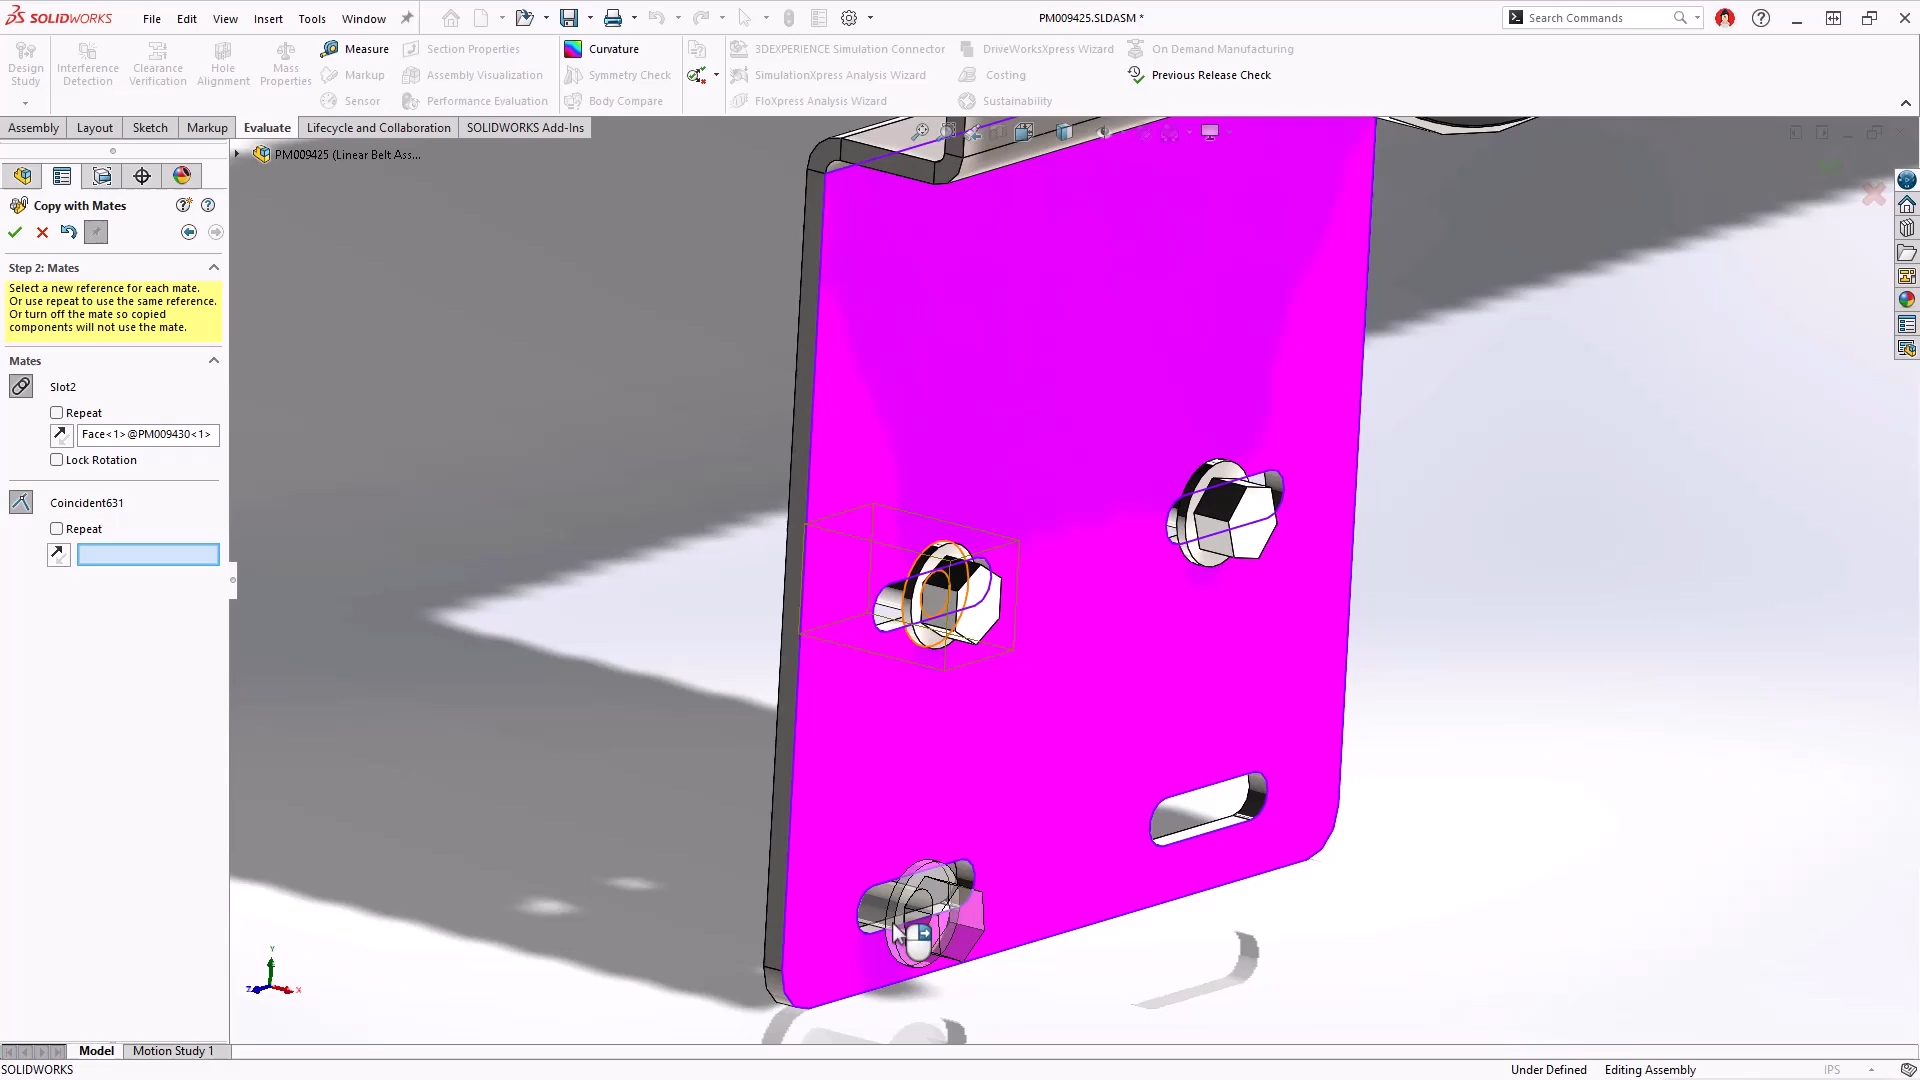 SOLIDWORKS
File Edit View Insert Tools Window
PM009425.SLDASM *
Search Commands
Design Study
Interference Detection
Clearance Verification
Hole Alignment
Mass Properties
Measure
Markup
Sensor
Section Properties
Assembly Visualization
Performance Evaluation
Curvature
Symmetry Check
Body Compare
3DEXPERIENCE Simulation Connector
SimulationXpress Analysis Wizard
FloXpress Analysis Wizard
DriveWorksXpress Wizard
Costing
Sustainability
On Demand Manufacturing
Previous Release Check
Assembly Layout Sketch Markup Evaluate Lifecycle and Collaboration SOLIDWORKS Add-Ins
PM009425 (Linear Belt Ass...
Copy with Mates
Step 2: Mates
Select a new reference for each mate.
Or use repeat to use the same reference.
Or turn off the mate so copied
components will not use the mate.
Mates
Slot2
Repeat
Face<1>@PM009430<1>
Lock Rotation
Coincident631
Repeat
Y
Z
X
Model Motion Study 1
SOLIDWORKS
Under Defined Editing Assembly IPS